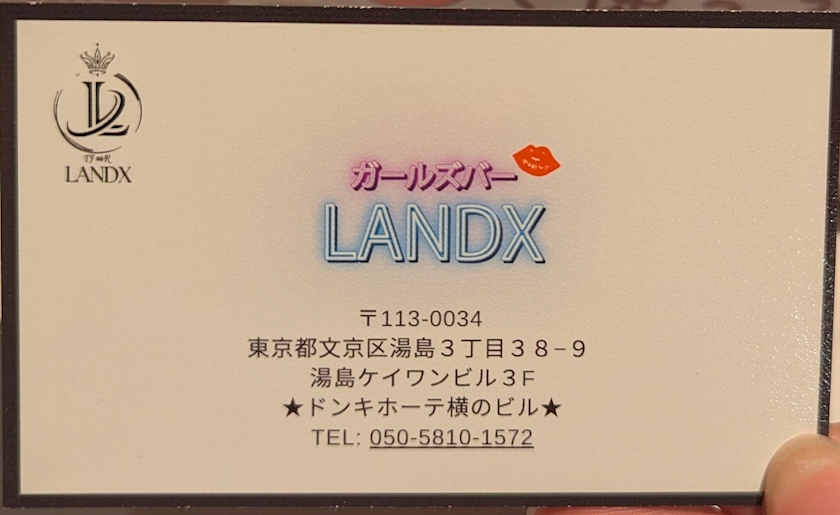 LANDX
ガールズバー
LANDX
〒113-0034
東京都文京区湯島３丁目３８−９
湯島ケイワンビル３F
★ドンキホーテ横のビル★
TEL: 050-5810-1572